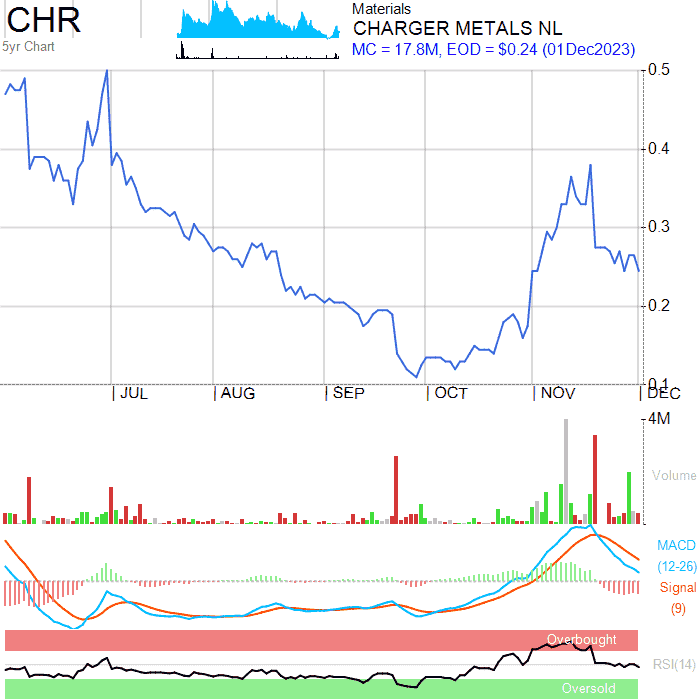 CHR
5yr Chart
Materials
CHARGER METALS NL
MC = 17.8M, EOD = $0.24 (01Dec2023)
0.5
0.4
0.3
0.2
0.1
JUL AUG SEP OCT NOV DEC
4M
Volume
MACD
(12-26)
Signal
(9)
Overbought
RSI(14)
Oversold